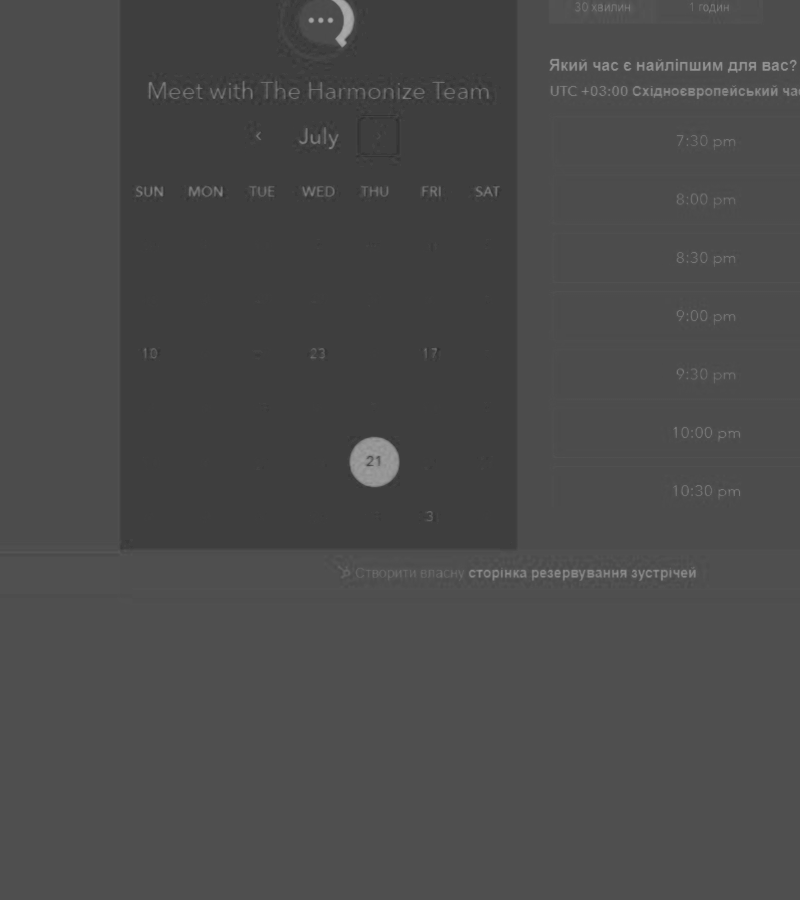 30 хвилин
1 годин
Meet with The Harmonize Team
July
SUN MON TUE WED THU FRI SAT
10 23 17
21
3
Який час є найліпшим для вас?
UTC +03:00 Східноєвропейський
7:30 pm
8:00 pm
8:30 pm
9:00 pm
9:30 pm
10:00 pm
10:30 pm
Створити власну сторінка резервування зустрічей